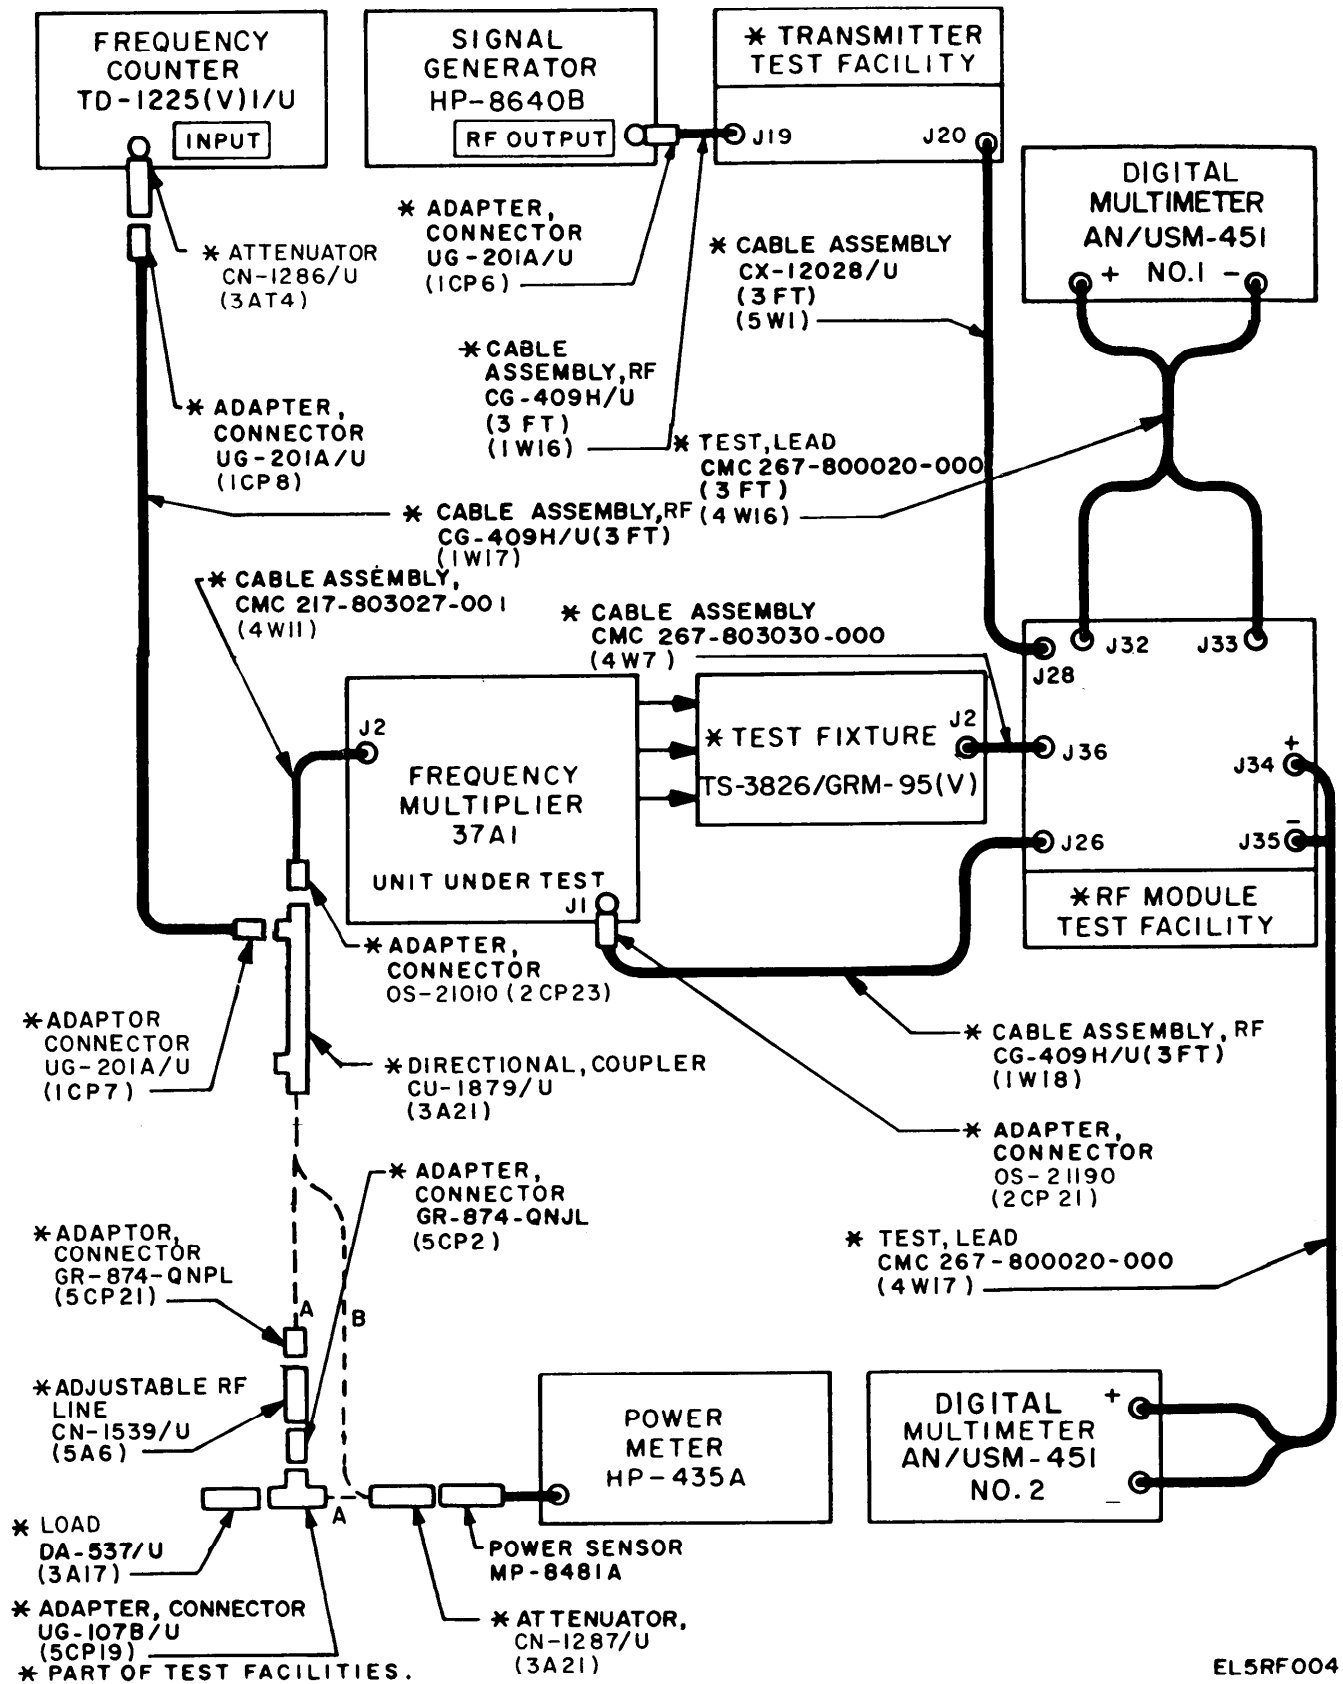 FREQUENCY
COUNTER
TD-1225(V)1/U
INPUT
SIGNAL
GENERATOR
HP-8640B
RF OUTPUT
* TRANSMITTER
TEST FACILITY
J19
J20
DIGITAL
MULTIMETER
AN/USM-451
+ NO.1 -
* ATTENUATOR
CN-1286/U
(3AT4)
* ADAPTER,
CONNECTOR
UG-201A/U
(1CP6)
* CABLE ASSEMBLY
CX-12028/U
(3FT)
(5W1)
* CABLE
ASSEMBLY,RF
CG-409H/U
(3 FT)
(1W16)
* ADAPTER,
CONNECTOR
UG-201A/U
(1CP8)
* TEST,LEAD
CMC 267-800020-000
(3 FT)
(4W16)
* CABLE ASSEMBLY,RF
CG-409H/U(3FT)
(1W17)
* CABLE ASSEMBLY,
CMC 217-803027-001
(4W11)
* CABLE ASSEMBLY
CMC 267-803030-000
(4W7)
J32
J33
J28
J36
J26
+
J34
-
J35
* RF MODULE
TEST FACILITY
J2
FREQUENCY
MULTIPLIER
37A1
UNIT UNDER TEST
J1
J2
* TEST FIXTURE
TS-3826/GRM-95(V)
* ADAPTER,
CONNECTOR
OS-21010 (2CP23)
* ADAPTOR
CONNECTOR
UG-201A/U
(1CP7)
* DIRECTIONAL, COUPLER
CU-1879/U
(3A21)
* CABLE ASSEMBLY, RF
CG-409H/U(3FT)
(1W18)
* ADAPTER,
CONNECTOR
OS-21190
(2CP21)
* ADAPTER,
CONNECTOR
GR-874-QNJL
(5CP2)
* ADAPTOR,
CONNECTOR
GR-874-QNPL
(5CP21)
A
B
* TEST, LEAD
CMC 267-800020-000
(4W17)
* ADJUSTABLE RF
LINE
CN-1539/U
(5A6)
A
POWER
METER
HP-435A
DIGITAL
MULTIMETER
AN/USM-451
NO.2
+
-
* LOAD
DA-537/U
(3A17)
POWER SENSOR
MP-8481A
* ADAPTER, CONNECTOR
UG-107B/U
(5CP19)
* ATTENUATOR,
CN-1287/U
(3A21)
* PART OF TEST FACILITIES.
EL5RF004